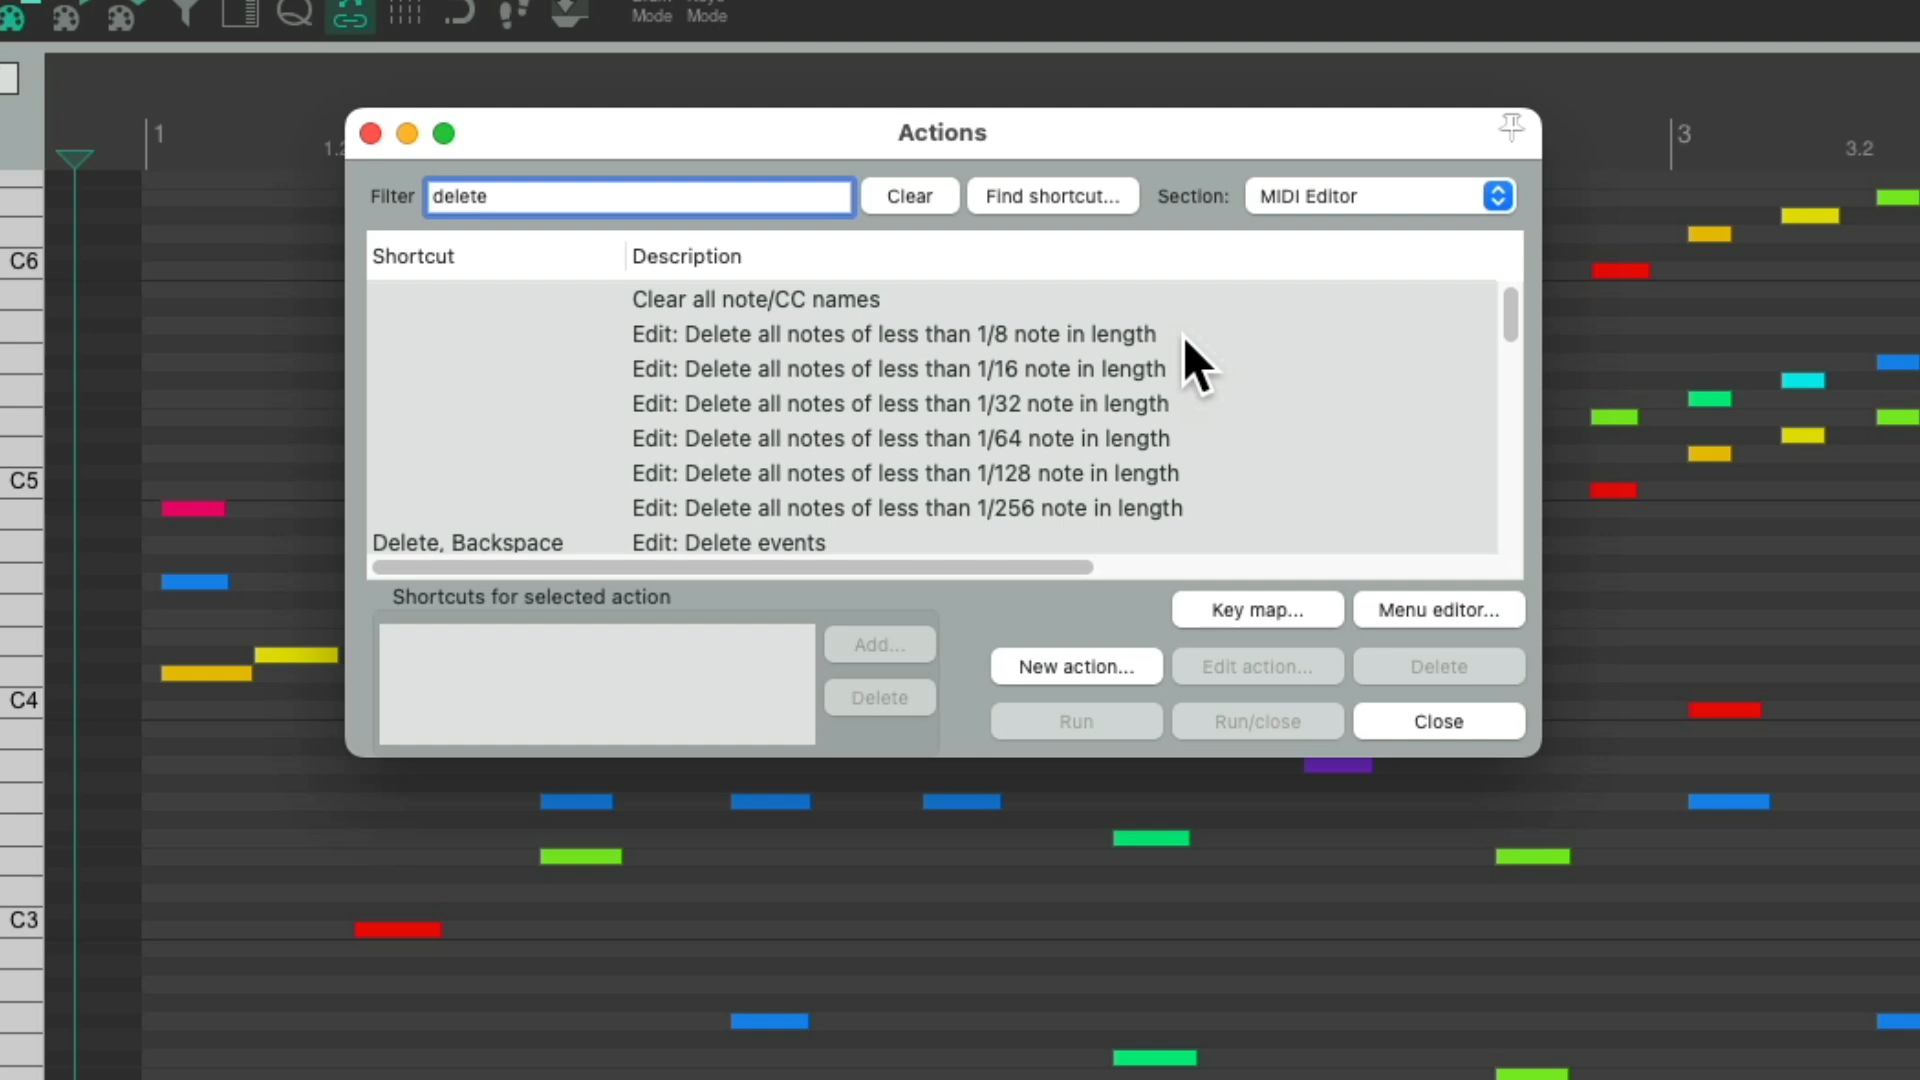 Mode Mode
Actions
1
3
3.2
Filter delete Clear Find shortcut... Section: MIDI Editor
Shortcut Description
Clear all note/CC names
Edit: Delete all notes of less than 1/8 note in length
Edit: Delete all notes of less than 1/16 note in length
Edit: Delete all notes of less than 1/32 note in length
Edit: Delete all notes of less than 1/64 note in length
Edit: Delete all notes of less than 1/128 note in length
Edit: Delete all notes of less than 1/256 note in length
Delete, Backspace Edit: Delete events
Shortcuts for selected action
Add...
Delete
Key map... Menu editor...
New action... Edit action... Delete
Run Run/close Close
C6
C5
C4
C3